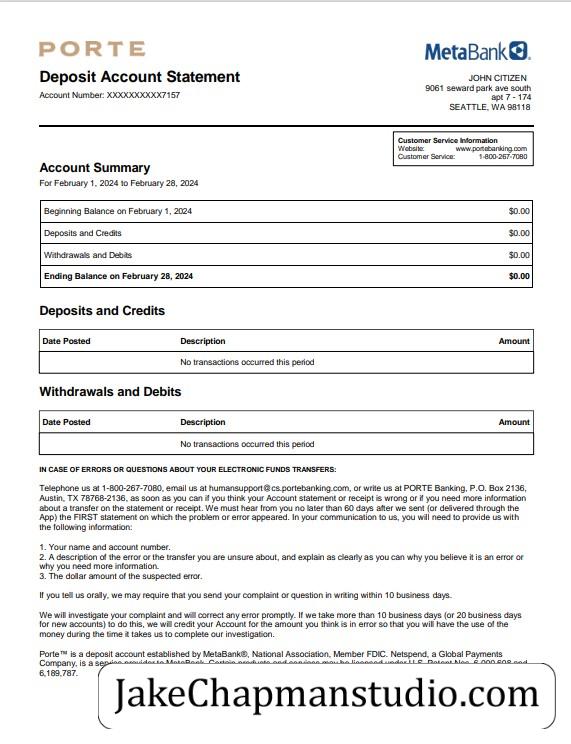 PORTE
MetaBank®
Deposit Account Statement
Account Number: XXXXXXXXXX7157
JOHN CITIZEN
9061 seward park ave south
apt 7 - 174
SEATTLE, WA 98118
Customer Service Information
Website: www.portebanking.com
Customer Service: 1-800-267-7080
Account Summary
For February 1, 2024 to February 28, 2024
Beginning Balance on February 1, 2024 $0.00
Deposits and Credits $0.00
Withdrawals and Debits $0.00
Ending Balance on February 28, 2024 $0.00
Deposits and Credits
Date Posted Description Amount
No transactions occurred this period
Withdrawals and Debits
Date Posted Description Amount
No transactions occurred this period
IN CASE OF ERRORS OR QUESTIONS ABOUT YOUR ELECTRONIC FUNDS TRANSFERS:
Telephone us at 1-800-267-7080, email us at humansupport@cs.portebanking.com, or write us at PORTE Banking, P.O. Box 2136,
Austin, TX 78768-2136, as soon as you can if you think your Account statement or receipt is wrong or if you need more information
about a transfer on the statement or receipt. We must hear from you no later than 60 days after we sent (or delivered through the
App) the FIRST statement on which the problem or error appeared. In your communication to us, you will need to provide us with
the following information:
1. Your name and account number.
2. A description of the error or the transfer you are unsure about, and explain as clearly as you can why you believe it is an error or
why you need more information.
3. The dollar amount of the suspected error.
If you tell us orally, we may require that you send your complaint or question in writing within 10 business days.
We will investigate your complaint and will correct any error promptly. If we take more than 10 business days (or 20 business days
for new accounts) to do this, we will credit your Account for the amount you think is in error so that you will have the use of the
money during the time it takes us to complete our investigation.
Porte™ is a deposit account established by MetaBank®, National Association, Member FDIC. Netspend, a Global Payments
Company, is a service provider to MetaBank. Certain products and services may be licensed under U.S. Patent Nos. 6,000,608 and
6,189,787.
JakeChapmanstudio.com